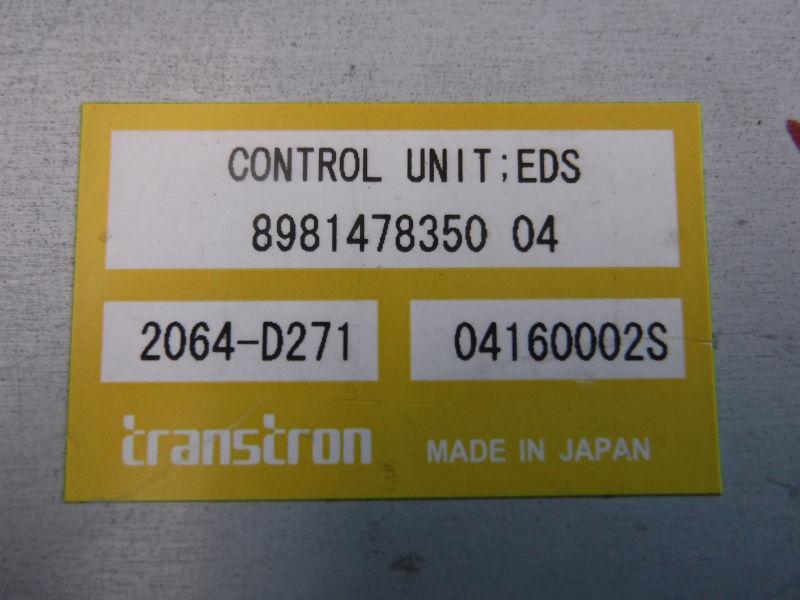 CONTROL UNIT;EDS
8981478350 04
2064-D271 04160002S
transtron MADE IN JAPAN